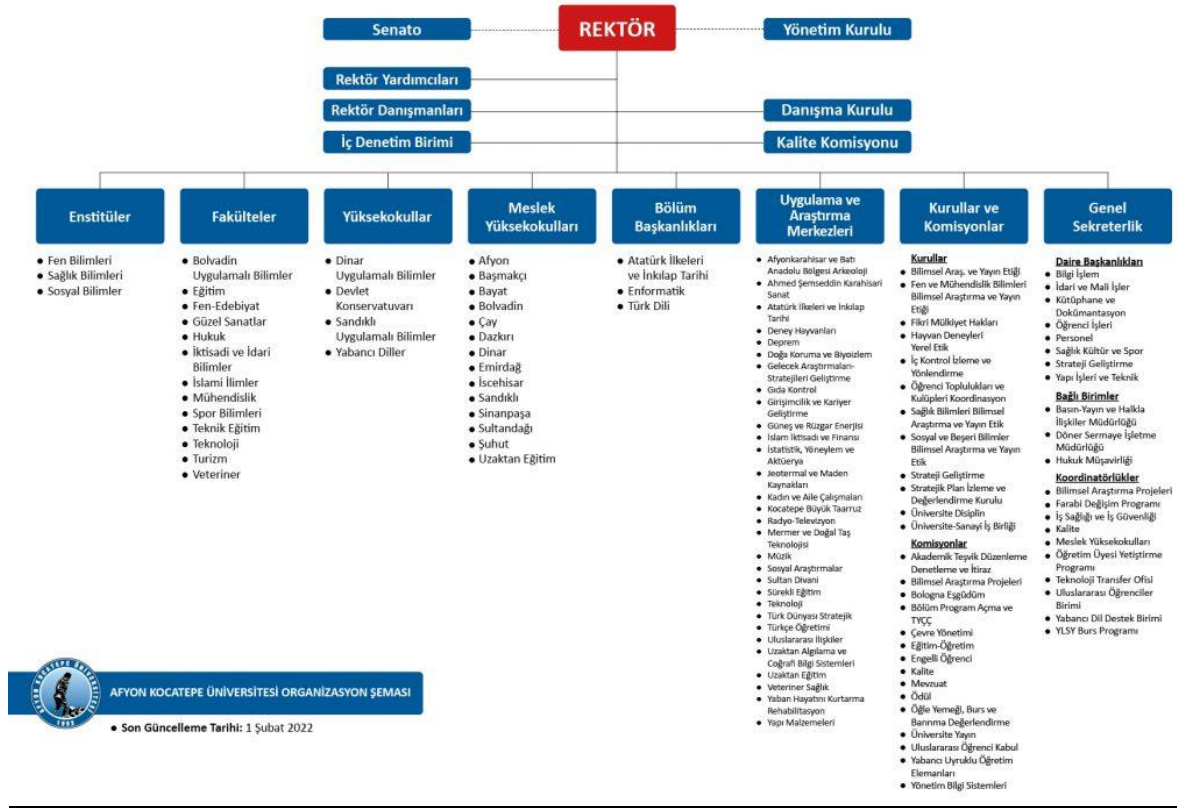 Senato
REKTÖR
Yönetim Kurulu
Rektör Yardımcıları
Rektör Danışmanları
Danışma Kurulu
İç Denetim Birimi
Kalite Komisyonu
Enstitüler
• Fen Bilimleri
• Sağlık Bilimleri
• Sosyal Bilimler
Fakülteler
• Bolvadin
Uygulamalı Bilimler
• Eğitim
• Fen-Edebiyat
• Güzel Sanatlar
• Hukuk
• İktisadi ve İdari
Bilimler
• İslami İlimler
• Mühendislik
• Spor Bilimleri
• Teknik Eğitim
• Teknoloji
• Turizm
• Veteriner
Yüksekokullar
• Dinar
Uygulamalı Bilimler
• Devlet
Konservatuvarı
• Sandıklı
Uygulamalı Bilimler
• Yabancı Diller
Meslek
Yüksekokulları
• Afyon
• Başmakçı
• Bayat
• Bolvadin
• Çay
• Dazkırı
• Dinar
• Emirdağ
• İscehisar
• Sandıklı
• Sinanpaşa
• Sultandağı
• Şuhut
• Uzaktan Eğitim
Bölüm
Başkanlıkları
• Atatürk İlkeleri
ve İnkılap Tarihi
• Enformatik
• Türk Dili
Uygulama ve
Araştırma
Merkezleri
• Afyonkarahisar ve Batı
Anadolu Bölgesi Arkeoloji
• Ahmed Şemseddin Karahisari
Sanat
• Atatürk İlkeleri ve İnkılap
Tarihi
• Deney Hayvanları
• Deprem
• Doğa Koruma ve Biyoizlem
• Gelecek Araştırmaları-
Stratejileri Geliştirme
• Gıda Kontrol
• Girişimcilik ve Kariyer
Geliştirme
• Güneş ve Rüzgar Enerjisi
• İslam İktisadı ve Finansı
• İstatistik, Yöneylem ve
Aktüerya
• Jeotermal ve Maden
Kaynakları
• Kadın ve Aile Çalışmaları
• Kocatepe Büyük Taarruz
• Radyo-Televizyon
• Mermer ve Doğal Taş
Teknolojisi
• Müzik
• Sosyal Araştırmalar
• Sultan Divani
• Sürekli Eğitim
• Teknoloji
• Türk Dünyası Stratejik
• Türkçe Öğretimi
• Uluslararası İlişkiler
• Uzaktan Algılama ve
Coğrafi Bilgi Sistemleri
• Uzaktan Eğitim
• Veteriner Sağlık
• Yaban Hayatını Kurtarma
Rehabilitasyon
• Yapı Malzemeleri
Kurullar ve
Komisyonlar
Kurullar
• Bilimsel Araş. ve Yayın Etiği
• Fen ve Mühendislik Bilimleri
Bilimsel Araştırma ve Yayın
Etiği
• Fikri Mülkiyet Hakları
• Hayvan Deneyleri
Yerel Etik
• İç Kontrol İzleme ve
Yönlendirme
• Öğrenci Toplulukları ve
Kulüpleri Koordinasyon
• Sağlık Bilimleri Bilimsel
Araştırma ve Yayın Etik
• Sosyal ve Beşeri Bilimler
Bilimsel Araştırma ve Yayın
Etik
• Strateji Geliştirme
• Stratejik Plan İzleme ve
Değerlendirme Kurulu
• Üniversite Disiplin
• Üniversite-Sanayi İş Birliği
Komisyonlar
• Akademik Teşvik Düzenleme
Denetleme ve İtiraz
• Bilimsel Araştırma Projeleri
• Bologna Eşgüdüm
• Bölüm Program Açma ve
TYÇÇ
• Çevre Yönetimi
• Eğitim-Öğretim
• Engelli Öğrenci
• Kalite
• Mevzuat
• Ödül
• Öğle Yemeği, Burs ve
Barınma Değerlendirme
• Üniversite Yayın
• Uluslararası Öğrenci Kabul
• Yabancı Uyruklu Öğretim
Elemanları
• Yönetim Bilgi Sistemleri
Genel
Sekreterlik
Daire Başkanlıkları
• Bilgi İşlem
• İdari ve Mali İşler
• Kütüphane ve
Dokümantasyon
• Öğrenci İşleri
• Personel
• Sağlık Kültür ve Spor
• Strateji Geliştirme
• Yapı İşleri ve Teknik
Bağlı Birimler
• Basın-Yayın ve Halkla
İlişkiler Müdürlüğü
• Döner Sermaye İşletme
Müdürlüğü
• Hukuk Müşavirliği
Koordinatörlükler
• Bilimsel Araştırma Projeleri
• Farabi Değişim Programı
• İş Sağlığı ve İş Güvenliği
• Kalite
• Meslek Yüksekokulları
• Öğretim Üyesi Yetiştirme
Programı
• Teknoloji Transfer Ofisi
• Uluslararası Öğrenciler
Birimi
• Yabancı Dil Destek Birimi
• YLSY Burs Programı
AFYON KOCATEPE ÜNİVERSİTESİ
1992
AFYON KOCATEPE ÜNİVERSİTESİ ORGANİZASYON ŞEMASI
• Son Güncelleme Tarihi: 1 Şubat 2022